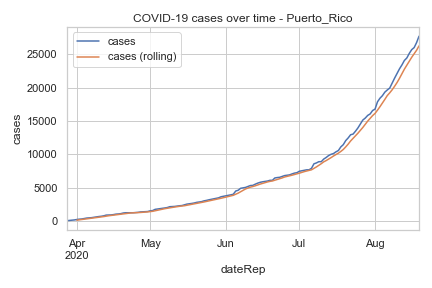 COVID-19 cases over time - Puerto_Rico
cases
cases (rolling)
25000
20000
15000
10000
5000
0
cases
Apr
2020
May
Jun
Jul
Aug
dateRep